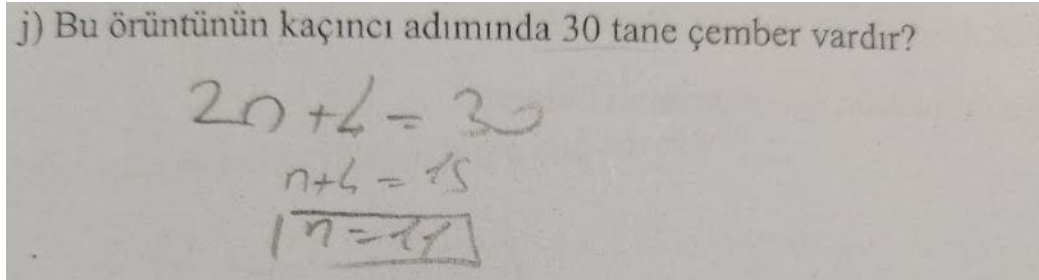 j) Bu örüntünün kaçıncı adımında 30 tane çember vardır?
2n+4=30
n+4=15
n=11